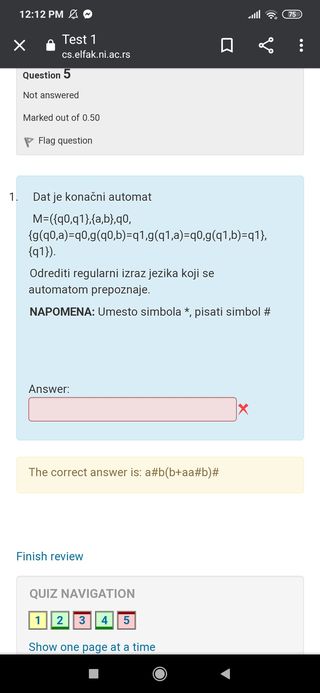 12:12 PM
75
Test 1
cs.elfak.ni.ac.rs
Question 5
Not answered
Marked out of 0.50
Flag question
1. Dat je konačni automat
M=({q0,q1},{a,b},q0,
{g(q0,a)=q0,g(q0,b)=q1,g(q1,a)=q0,g(q1,b)=q1},
{q1}).
Odrediti regularni izraz jezika koji se
automatom prepoznaje.
NAPOMENA: Umesto simbola *, pisati simbol #
Answer:
The correct answer is: a#b(b+aa#b)#
Finish review
QUIZ NAVIGATION
1 2 3 4 5
Show one page at a time